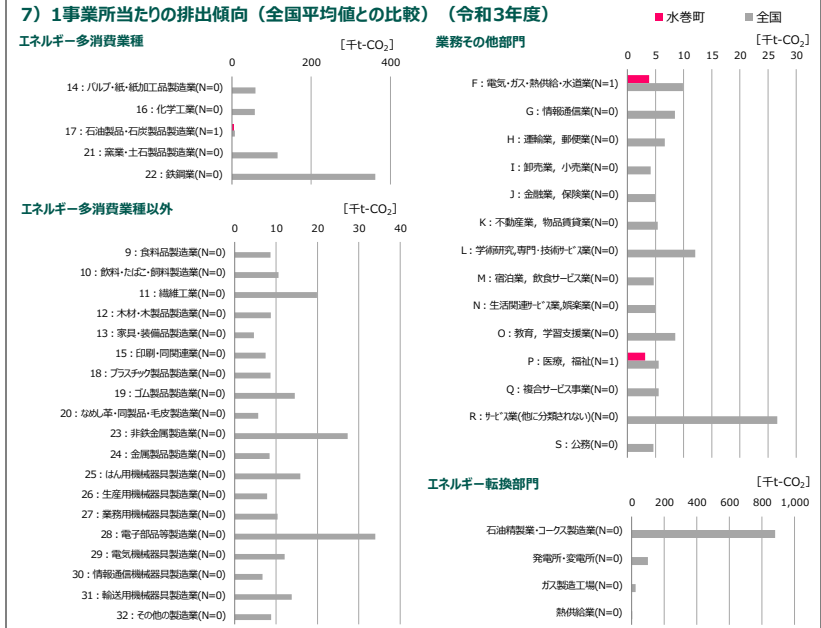 7）1事業所当たりの排出傾向（全国平均値との比較）（令和3年度）
■水巻町 ■全国
エネルギー多消費業種
[千t-CO₂]
0 200 400
14：パルプ・紙・紙加工品製造業(N=0)
16：化学工業(N=0)
17：石油製品・石炭製品製造業(N=1)
21：窯業・土石製品製造業(N=0)
22：鉄鋼業(N=0)
エネルギー多消費業種以外
[千t-CO₂]
0 10 20 30 40
9：食料品製造業(N=0)
10：飲料・たばこ・飼料製造業(N=0)
11：繊維工業(N=0)
12：木材・木製品製造業(N=0)
13：家具・装備品製造業(N=0)
15：印刷・同関連業(N=0)
18：プラスチック製品製造業(N=0)
19：ゴム製品製造業(N=0)
20：なめし革・同製品・毛皮製造業(N=0)
23：非鉄金属製造業(N=0)
24：金属製品製造業(N=0)
25：はん用機械器具製造業(N=0)
26：生産用機械器具製造業(N=0)
27：業務用機械器具製造業(N=0)
28：電子部品等製造業(N=0)
29：電気機械器具製造業(N=0)
30：情報通信機械器具製造業(N=0)
31：輸送用機械器具製造業(N=0)
32：その他の製造業(N=0)
業務その他部門
[千t-CO₂]
0 5 10 15 20 25 30
F：電気・ガス・熱供給・水道業(N=1)
G：情報通信業(N=0)
H：運輸業，郵便業(N=0)
I：卸売業，小売業(N=0)
J：金融業，保険業(N=0)
K：不動産業，物品賃貸業(N=0)
L：学術研究,専門・技術ｻｰﾋﾞｽ業(N=0)
M：宿泊業，飲食サービス業(N=0)
N：生活関連ｻｰﾋﾞｽ業,娯楽業(N=0)
O：教育，学習支援業(N=0)
P：医療，福祉(N=1)
Q：複合サービス事業(N=0)
R：ｻｰﾋﾞｽ業(他に分類されない)(N=0)
S：公務(N=0)
エネルギー転換部門
[千t-CO₂]
0 200 400 600 800 1,000
石油精製業・コークス製造業(N=0)
発電所・変電所(N=0)
ガス製造工場(N=0)
熱供給業(N=0)